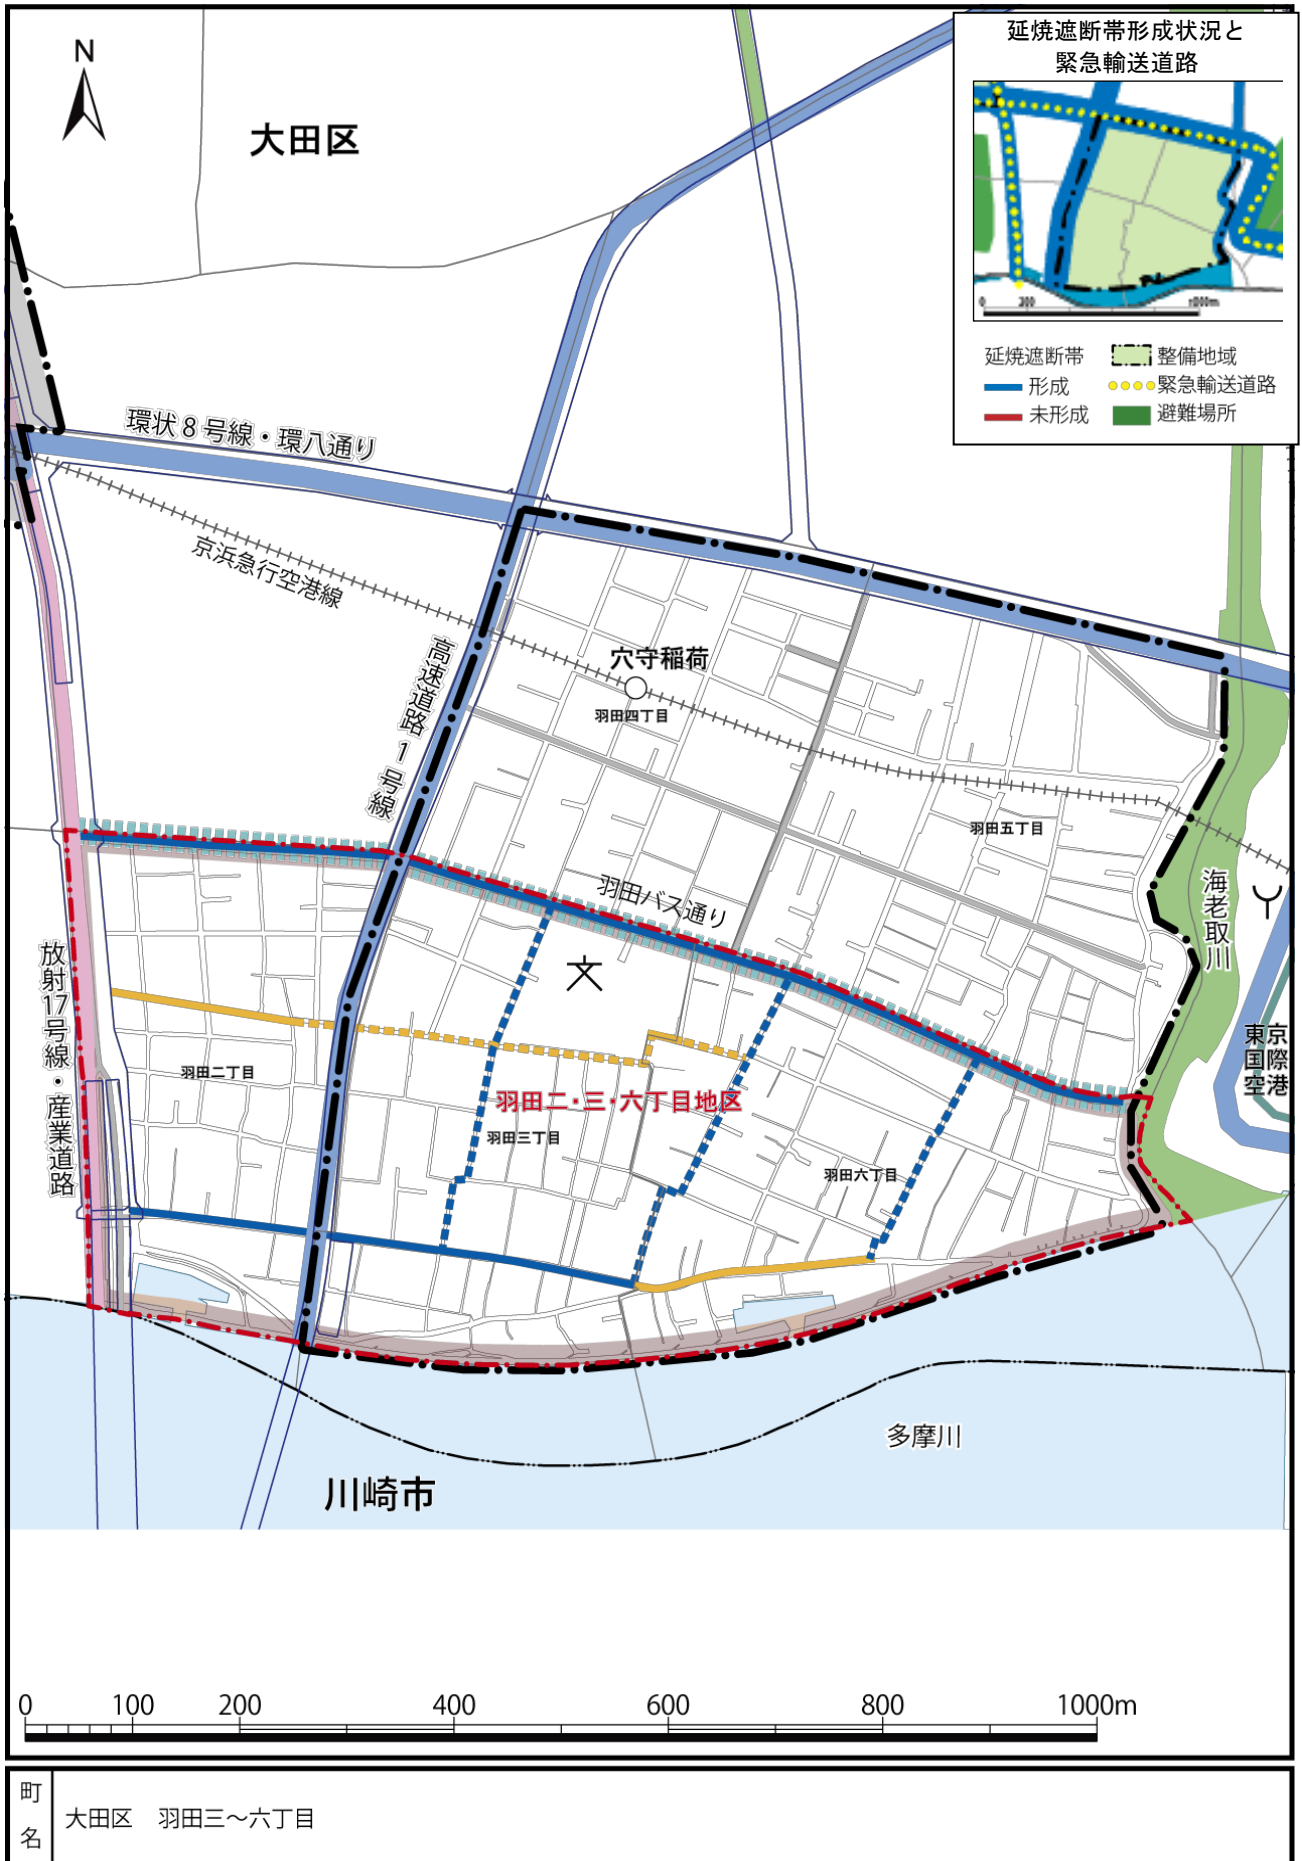 延焼遮断帯形成状況と
緊急輸送道路
0 200 1000m
延焼遮断帯
整備地域
形成
緊急輸送道路
未形成
避難場所
N
大田区
環状8号線・環八通り
京浜急行空港線
高速道路1号線
穴守稲荷
羽田四丁目
羽田五丁目
羽田バス通り
海老取川
文
放射17号線・産業道路
東京国際空港
羽田二丁目
羽田二・三・六丁目地区
羽田三丁目
羽田六丁目
多摩川
川崎市
0 100 200 400 600 800 1000m
町名
大田区 羽田三～六丁目